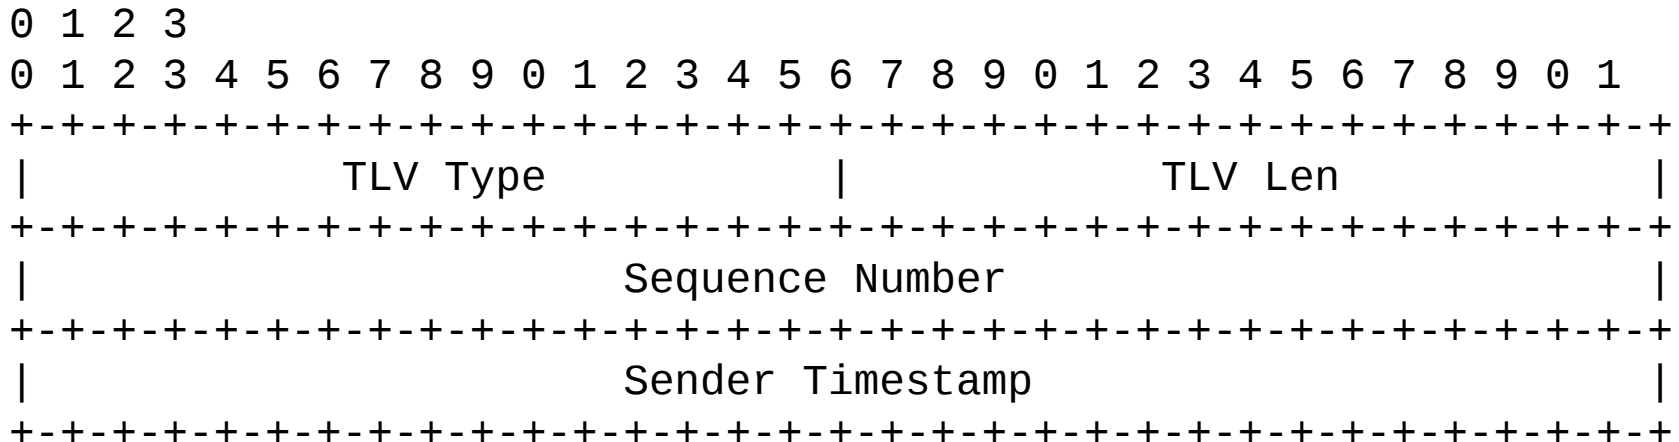 0 1 2 3
0 1 2 3 4 5 6 7 8 9 0 1 2 3 4 5 6 7 8 9 0 1 2 3 4 5 6 7 8 9 0 1
+-+-+-+-+-+-+-+-+-+-+-+-+-+-+-+-+-+-+-+-+-+-+-+-+-+-+-+-+-+-+-+-+
|            TLV Type           |            TLV Len            |
+-+-+-+-+-+-+-+-+-+-+-+-+-+-+-+-+-+-+-+-+-+-+-+-+-+-+-+-+-+-+-+-+
|                       Sequence Number                         |
+-+-+-+-+-+-+-+-+-+-+-+-+-+-+-+-+-+-+-+-+-+-+-+-+-+-+-+-+-+-+-+-+
|                       Sender Timestamp                        |
+-+-+-+-+-+-+-+-+-+-+-+-+-+-+-+-+-+-+-+-+-+-+-+-+-+-+-+-+-+-+-+-+